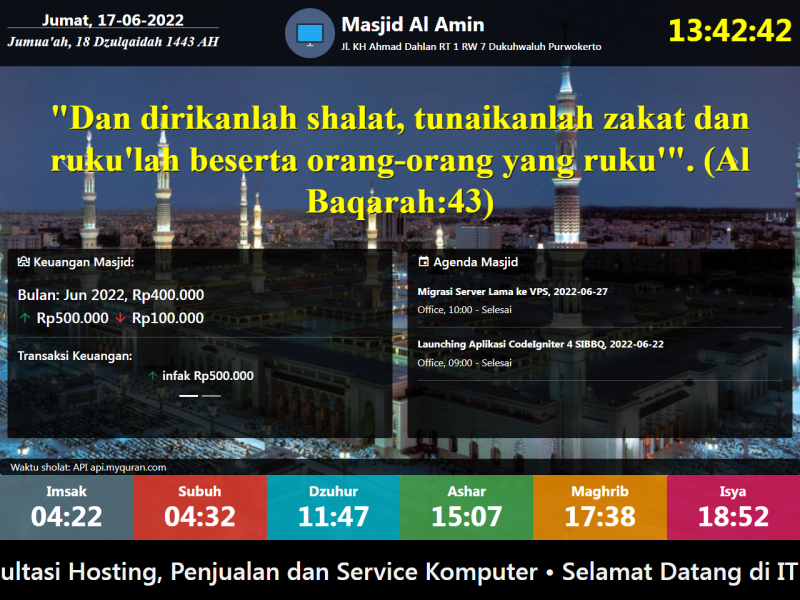 Jumat, 17-06-2022
Jumua'ah, 18 Dzulqaidah 1443 AH
Masjid Al Amin
Jl. KH Ahmad Dahlan RT 1 RW 7 Dukuhwaluh Purwokerto
13:42:42
"Dan dirikanlah shalat, tunaikanlah zakat dan
ruku'lah beserta orang-orang yang ruku'". (Al
Baqarah:43)
Keuangan Masjid:
Bulan: Jun 2022, Rp400.000
↑ Rp500.000 ↓ Rp100.000
Transaksi Keuangan:
↑ infak Rp500.000
Agenda Masjid
Migrasi Server Lama ke VPS, 2022-06-27
Office, 10:00 - Selesai
Launching Aplikasi CodeIgniter 4 SIBBQ, 2022-06-22
Office, 09:00 - Selesai
Waktu sholat: API api.myquran.com
Imsak
04:22
Subuh
04:32
Dzuhur
11:47
Ashar
15:07
Maghrib
17:38
Isya
18:52
ultasi Hosting, Penjualan dan Service Komputer • Selamat Datang di IT